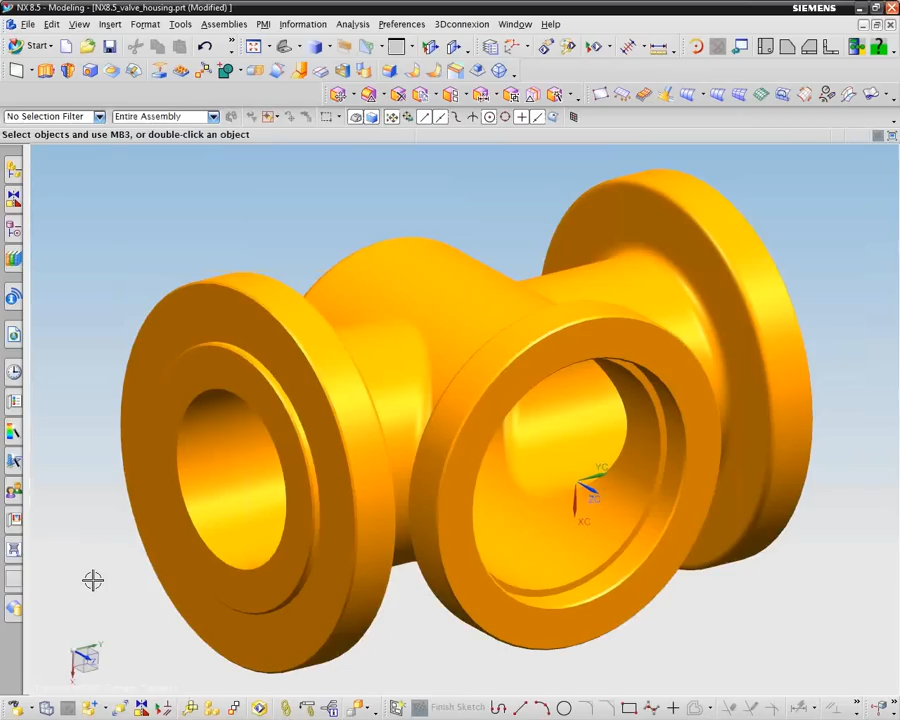 NX 8.5 - Modeling - [NX8.5_valve_housing.prt (Modified) ]
SIEMENS
File Edit View Insert Format Tools Assemblies PMI Information Analysis Preferences 3Dconnexion Window Help
Start
No Selection Filter Entire Assembly
Select objects and use MB3, or double-click an object
YC
ZC
XC
Y
Z
X
Finish Sketch